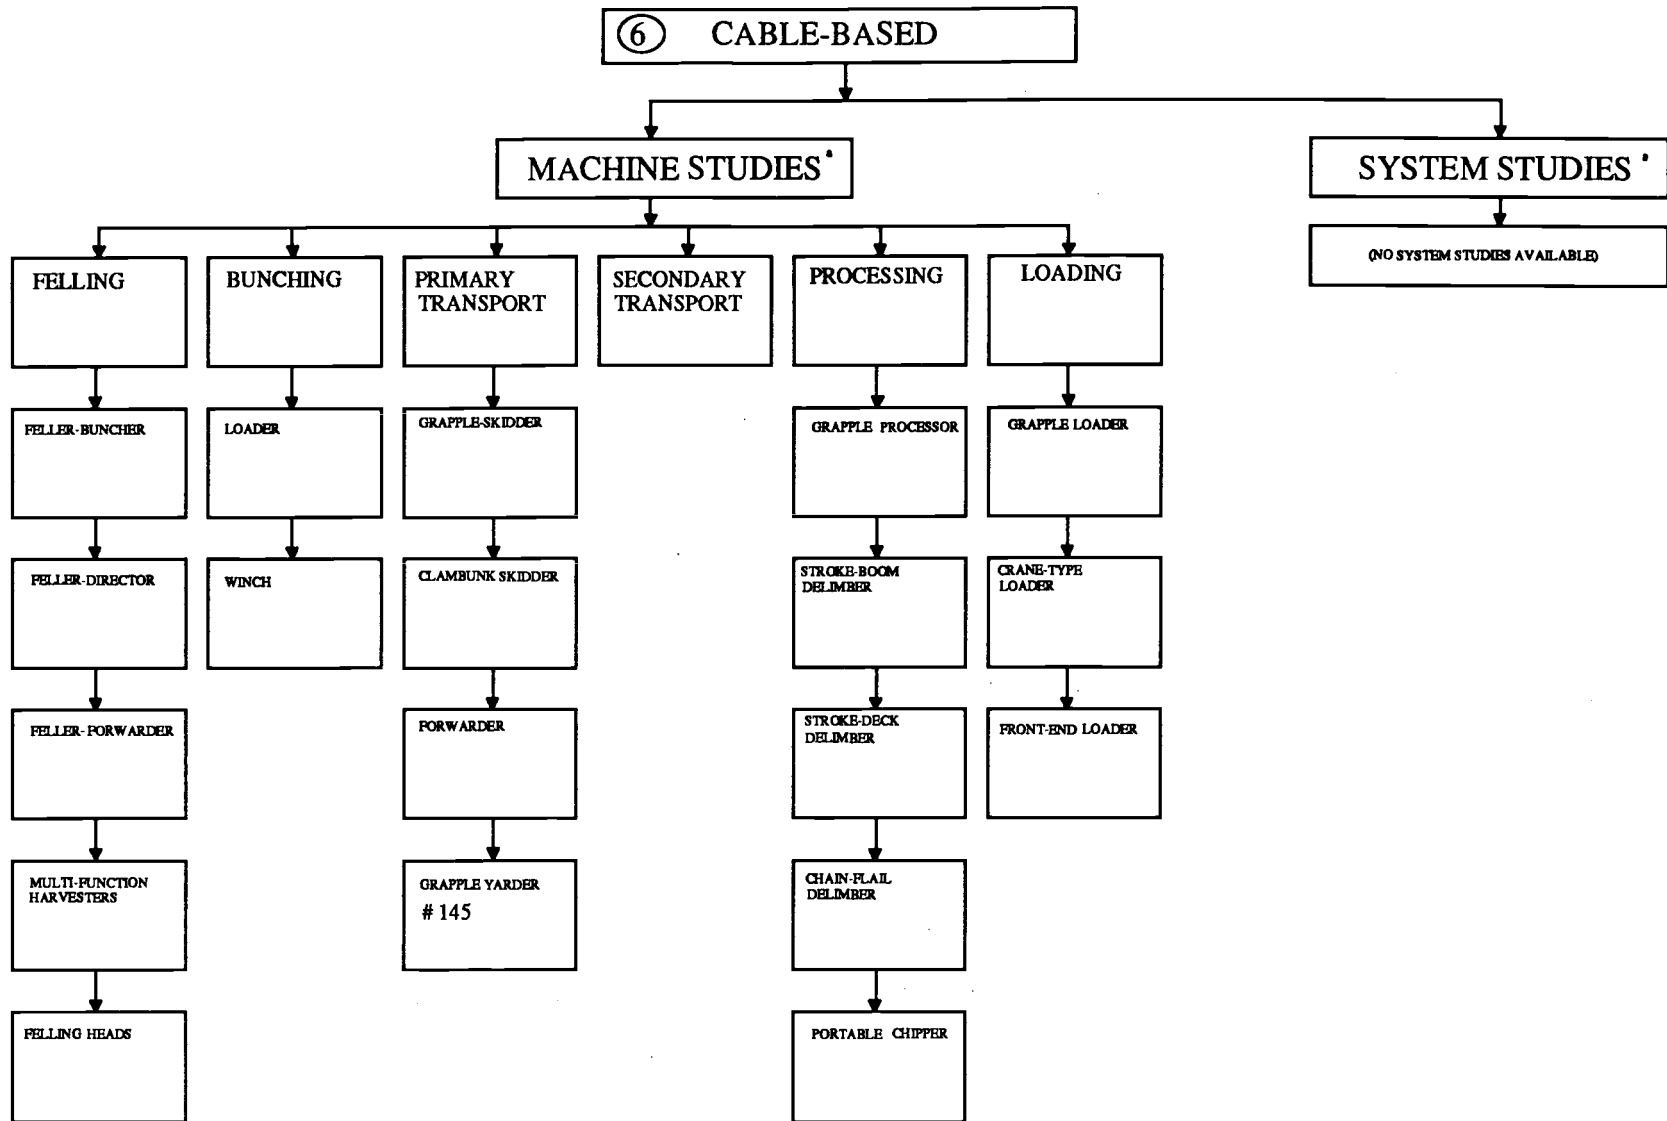 6 CABLE-BASED
MACHINE STUDIES a
SYSTEM STUDIES a
(NO SYSTEM STUDIES AVAILABLE)
FELLING
BUNCHING
PRIMARY
TRANSPORT
SECONDARY
TRANSPORT
PROCESSING
LOADING
FELLER-BUNCHER
LOADER
GRAPPLE-SKIDDER
GRAPPLE PROCESSOR
GRAPPLE LOADER
FELLER-DIRECTOR
WINCH
CLAMBUNK SKIDDER
STROKE-BOOM
DELIMBER
CRANE-TYPE
LOADER
FELLER-FORWARDER
FORWARDER
STROKE-DECK
DELIMBER
FRONT-END LOADER
MULTI-FUNCTION
HARVESTERS
GRAPPLE YARDER
# 145
CHAIN-FLAIL
DELIMBER
FELLING HEADS
PORTABLE CHIPPER